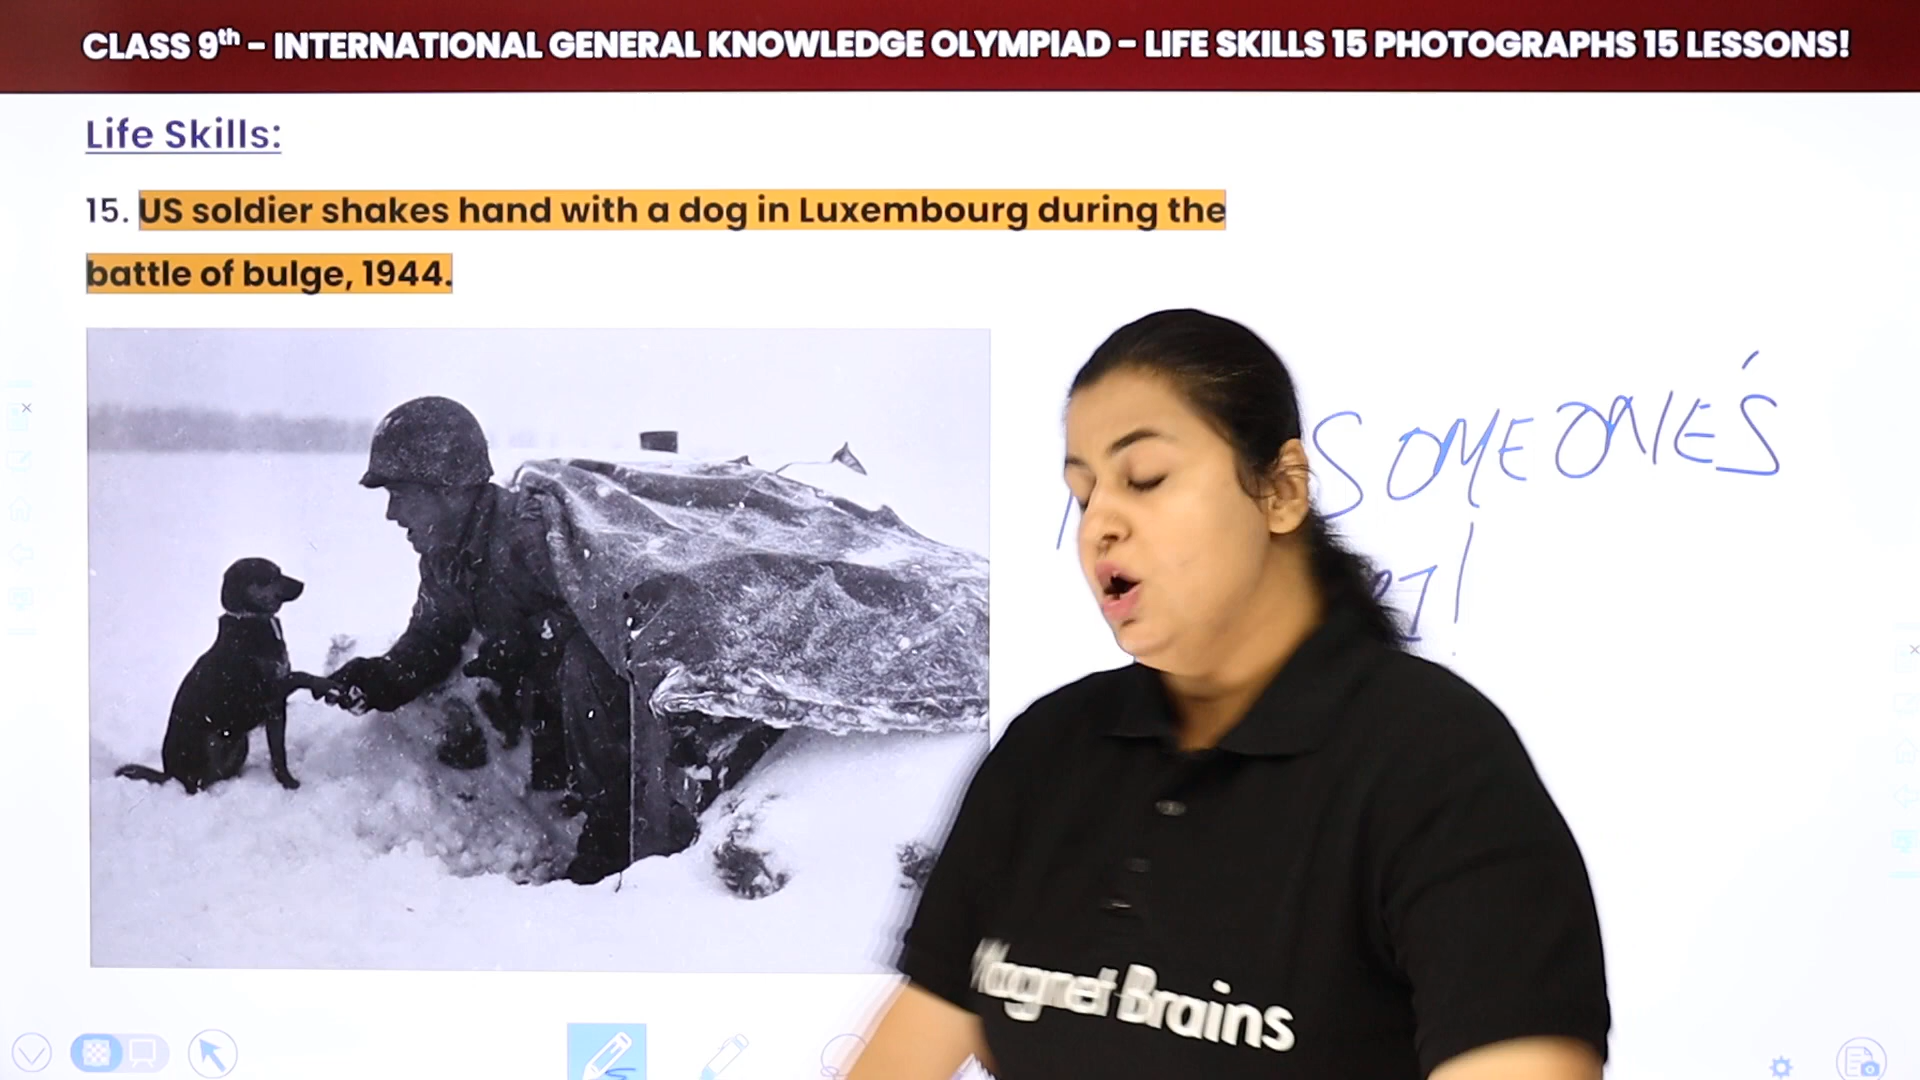 CLASS 9th - INTERNATIONAL GENERAL KNOWLEDGE OLYMPIAD - LIFE SKILLS 15 PHOTOGRAPHS 15 LESSONS!
Life Skills:
15. US soldier shakes hand with a dog in Luxembourg during the
battle of bulge, 1944.
SOMEONE'S
Magnet Brains